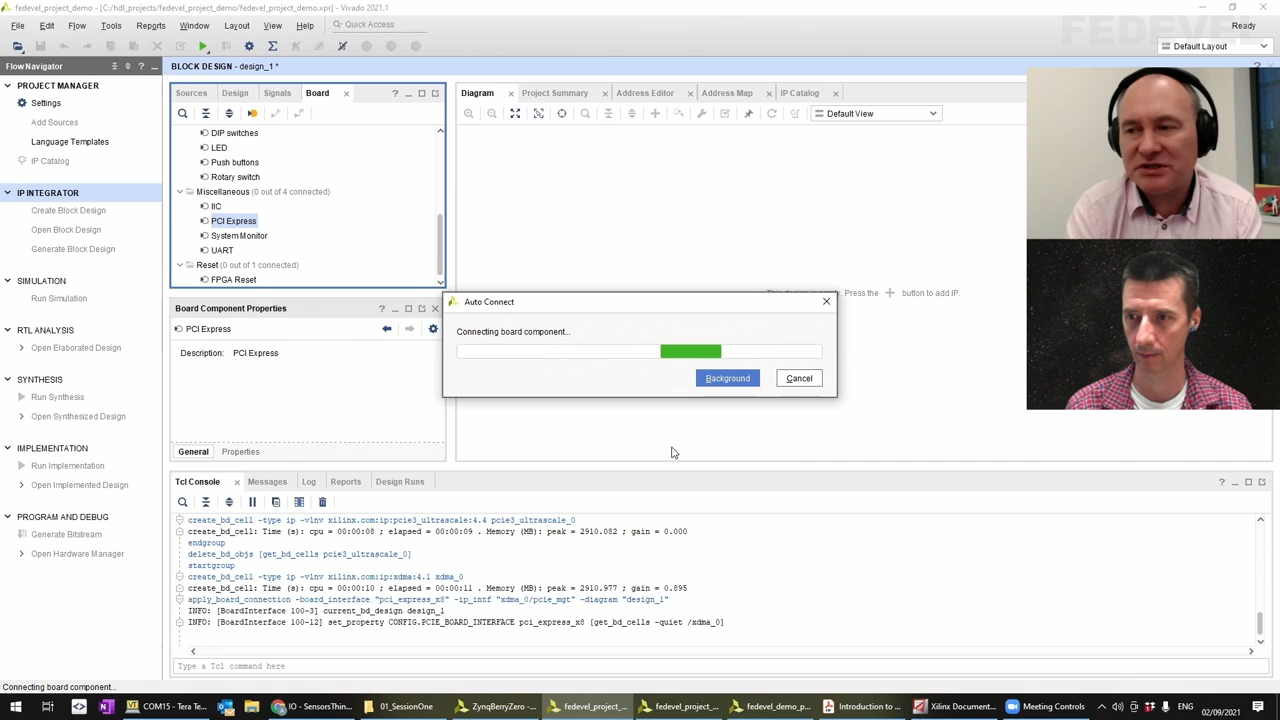 fedevel_project_demo - [C:/hdl_projects/fedevel_project_demo/fedevel_project_demo.xpr] - Vivado 2021.1
File Edit Flow Tools Reports Window Layout View Help Quick Access
FEDEVEL
Ready
Default Layout
Flow Navigator
BLOCK DESIGN - design_1 *
PROJECT MANAGER
Settings
Add Sources
Language Templates
IP Catalog
IP INTEGRATOR
Create Block Design
Open Block Design
Generate Block Design
SIMULATION
Run Simulation
RTL ANALYSIS
Open Elaborated Design
SYNTHESIS
Run Synthesis
Open Synthesized Design
IMPLEMENTATION
Run Implementation
Open Implemented Design
PROGRAM AND DEBUG
Generate Bitstream
Open Hardware Manager
Sources Design Signals Board
DIP switches
LED
Push buttons
Rotary switch
Miscellaneous (0 out of 4 connected)
IIC
PCI Express
System Monitor
UART
Reset (0 out of 1 connected)
FPGA Reset
Board Component Properties
PCI Express
Description: PCI Express
General Properties
Diagram Project Summary Address Editor Address Map IP Catalog
Default View
Press the + button to add IP.
Auto Connect
Connecting board component...
Background Cancel
Tcl Console Messages Log Reports Design Runs
create_bd_cell -type ip -vlnv xilinx.com:ip:pcie3_ultrascale:4.4 pcie3_ultrascale_0
create_bd_cell: Time (s): cpu = 00:00:08 ; elapsed = 00:00:09 . Memory (MB): peak = 2910.082 ; gain = 0.000
endgroup
delete_bd_objs [get_bd_cells pcie3_ultrascale_0]
startgroup
create_bd_cell -type ip -vlnv xilinx.com:ip:xdma:4.1 xdma_0
create_bd_cell: Time (s): cpu = 00:00:10 ; elapsed = 00:00:11 . Memory (MB): peak = 2910.977 ; gain = 0.895
apply_board_connection -board_interface "pci_express_x8" -ip_intf "xdma_0/pcie_mgt" -diagram "design_1"
INFO: [BoardInterface 100-3] current_bd_design design_1
INFO: [BoardInterface 100-12] set_property CONFIG.PCIE_BOARD_INTERFACE pci_express_x8 [get_bd_cells -quiet /xdma_0]
Type a Tcl command here
Connecting board component...
COM15 - Tera Te... IO - SensorsThin... 01_SessionOne ZynqBerryZero - ... fedevel_project_... fedevel_project_... fedevel_demo_p... Introduction to ... Xilinx Document... Meeting Controls ENG 02/09/2021